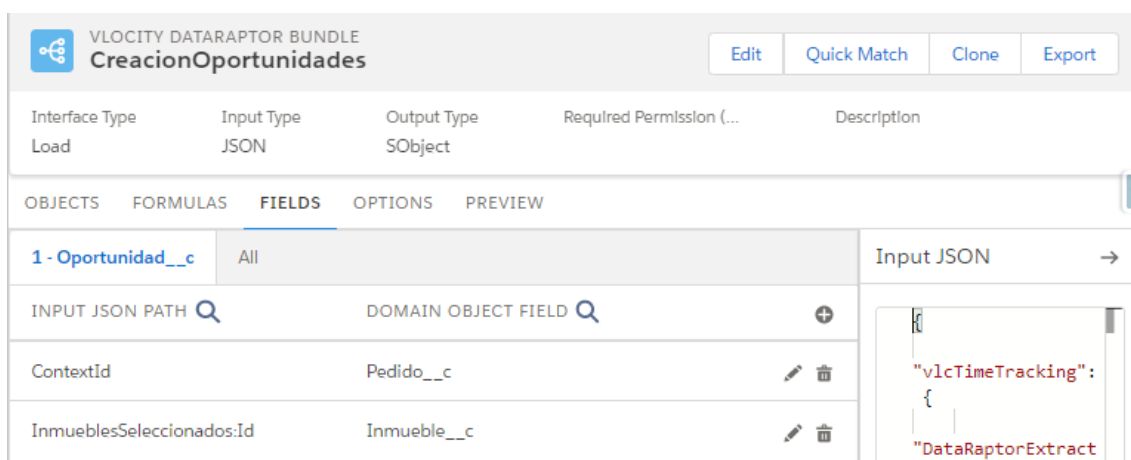 VLOCITY DATARAPTOR BUNDLE
CreacionOportunidades
Edit
Quick Match
Clone
Export
Interface Type
Input Type
Output Type
Required Permission (...
Description
Load
JSON
SObject
OBJECTS
FORMULAS
FIELDS
OPTIONS
PREVIEW
1 - Oportunidad__c
All
Input JSON
INPUT JSON PATH
DOMAIN OBJECT FIELD
{
ContextId
Pedido__c
"vlcTimeTracking":
{
InmueblesSeleccionados:Id
Inmueble__c
"DataRaptorExtract